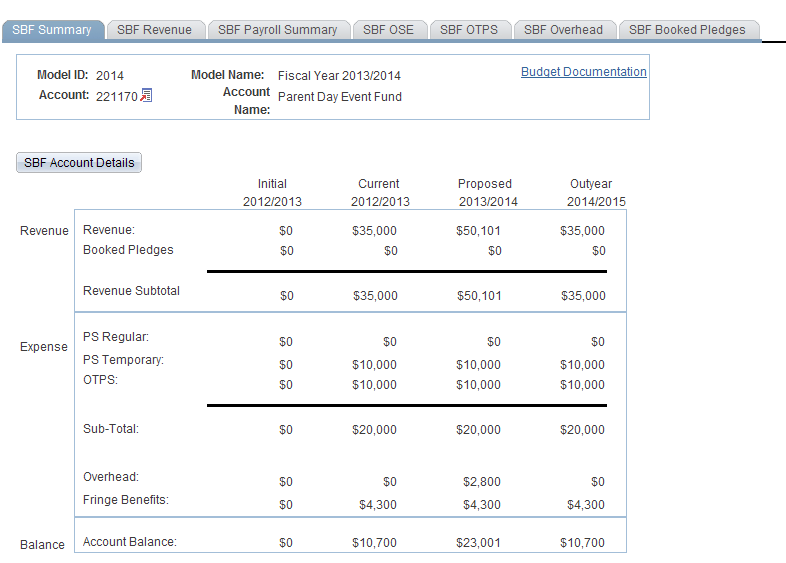 SBF Summary SBF Revenue SBF Payroll Summary SBF OSE SBF OTPS SBF Overhead SBF Booked Pledges
Model ID: 2014 Model Name: Fiscal Year 2013/2014 Budget Documentation
Account: 221170 Account Name: Parent Day Event Fund
SBF Account Details
Initial Current Proposed Outyear
2012/2013 2012/2013 2013/2014 2014/2015
Revenue Revenue: $0 $35,000 $50,101 $35,000
Booked Pledges $0 $0 $0 $0
Revenue Subtotal $0 $35,000 $50,101 $35,000
Expense PS Regular: $0 $0 $0 $0
PS Temporary: $0 $10,000 $10,000 $10,000
OTPS: $0 $10,000 $10,000 $10,000
Sub-Total: $0 $20,000 $20,000 $20,000
Overhead: $0 $0 $2,800 $0
Fringe Benefits: $0 $4,300 $4,300 $4,300
Balance Account Balance: $0 $10,700 $23,001 $10,700